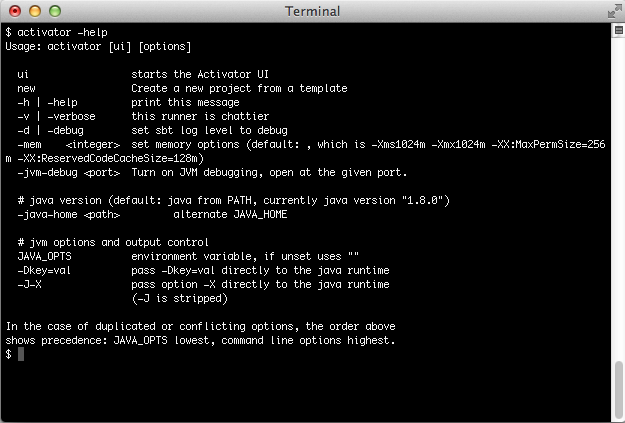 Terminal
$ activator -help
Usage: activator [ui] [options]
ui                 starts the Activator UI
new                Create a new project from a template
-h | -help         print this message
-v | -verbose      this runner is chattier
-d | -debug        set sbt log level to debug
-mem    <integer>  set memory options (default: , which is -Xms1024m -Xmx1024m -XX:MaxPermSize=256
m -XX:ReservedCodeCacheSize=128m)
-jvm-debug <port>  Turn on JVM debugging, open at the given port.
# java version (default: java from PATH, currently java version "1.8.0")
-java-home <path>         alternate JAVA_HOME
# jvm options and output control
JAVA_OPTS          environment variable, if unset uses ""
-Dkey=val          pass -Dkey=val directly to the java runtime
-J-X               pass option -X directly to the java runtime
(-J is stripped)
In the case of duplicated or conflicting options, the order above
shows precedence: JAVA_OPTS lowest, command line options highest.
$